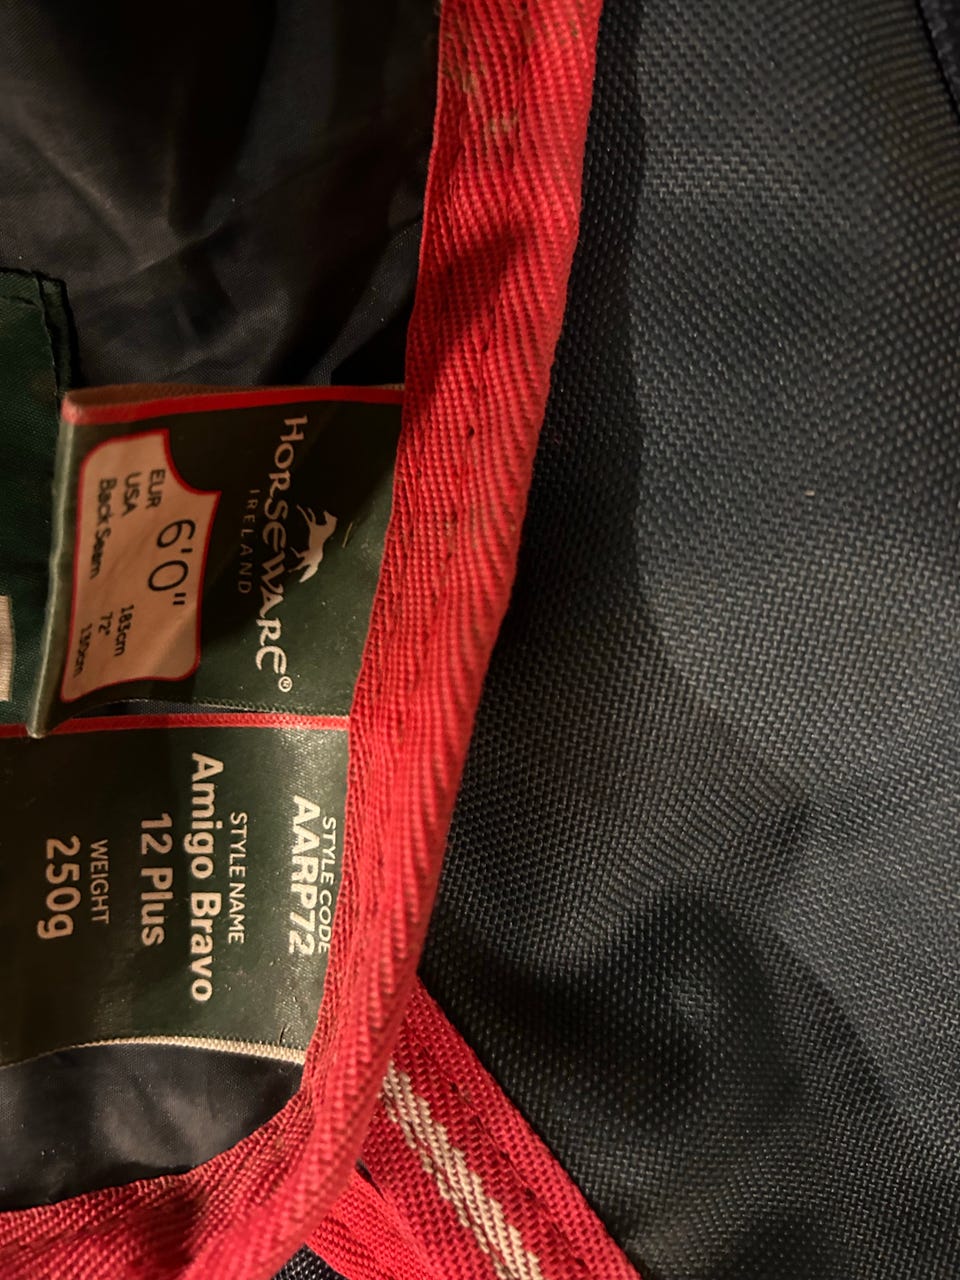 HORSEWARE®
IRELAND
6'0"
EUR 183cm
USA 72"
Back Seam 130cm
STYLE CODE
AARP72
STYLE NAME
Amigo Bravo
12 Plus
WEIGHT
250g